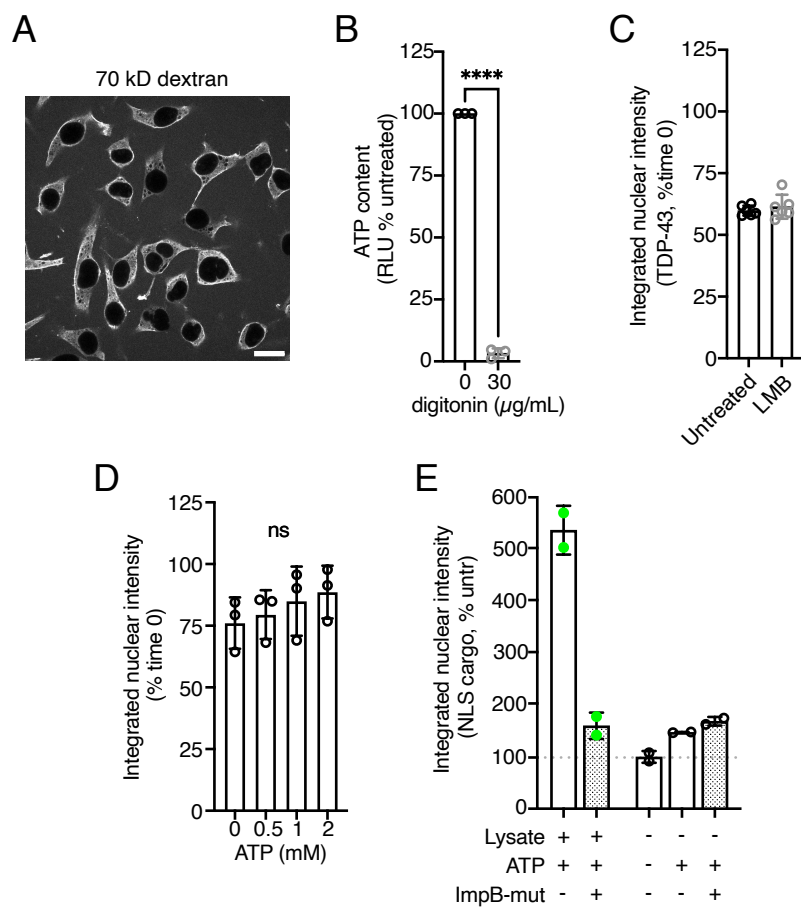 A
70 kD dextran
B
ATP content
(RLU % untreated)
125
100
75
50
25
0
****
0 30
digitonin (µg/mL)
C
Integrated nuclear intensity
(TDP-43, %time 0)
125
100
75
50
25
0
Untreated
LMB
D
Integrated nuclear intensity
(% time 0)
125
100
75
50
25
0
ns
0 0.5 1 2
ATP (mM)
E
Integrated nuclear intensity
(NLS cargo, % untr)
600
500
400
300
200
100
0
Lysate + + - - -
ATP + + - + +
ImpB-mut - + - - +